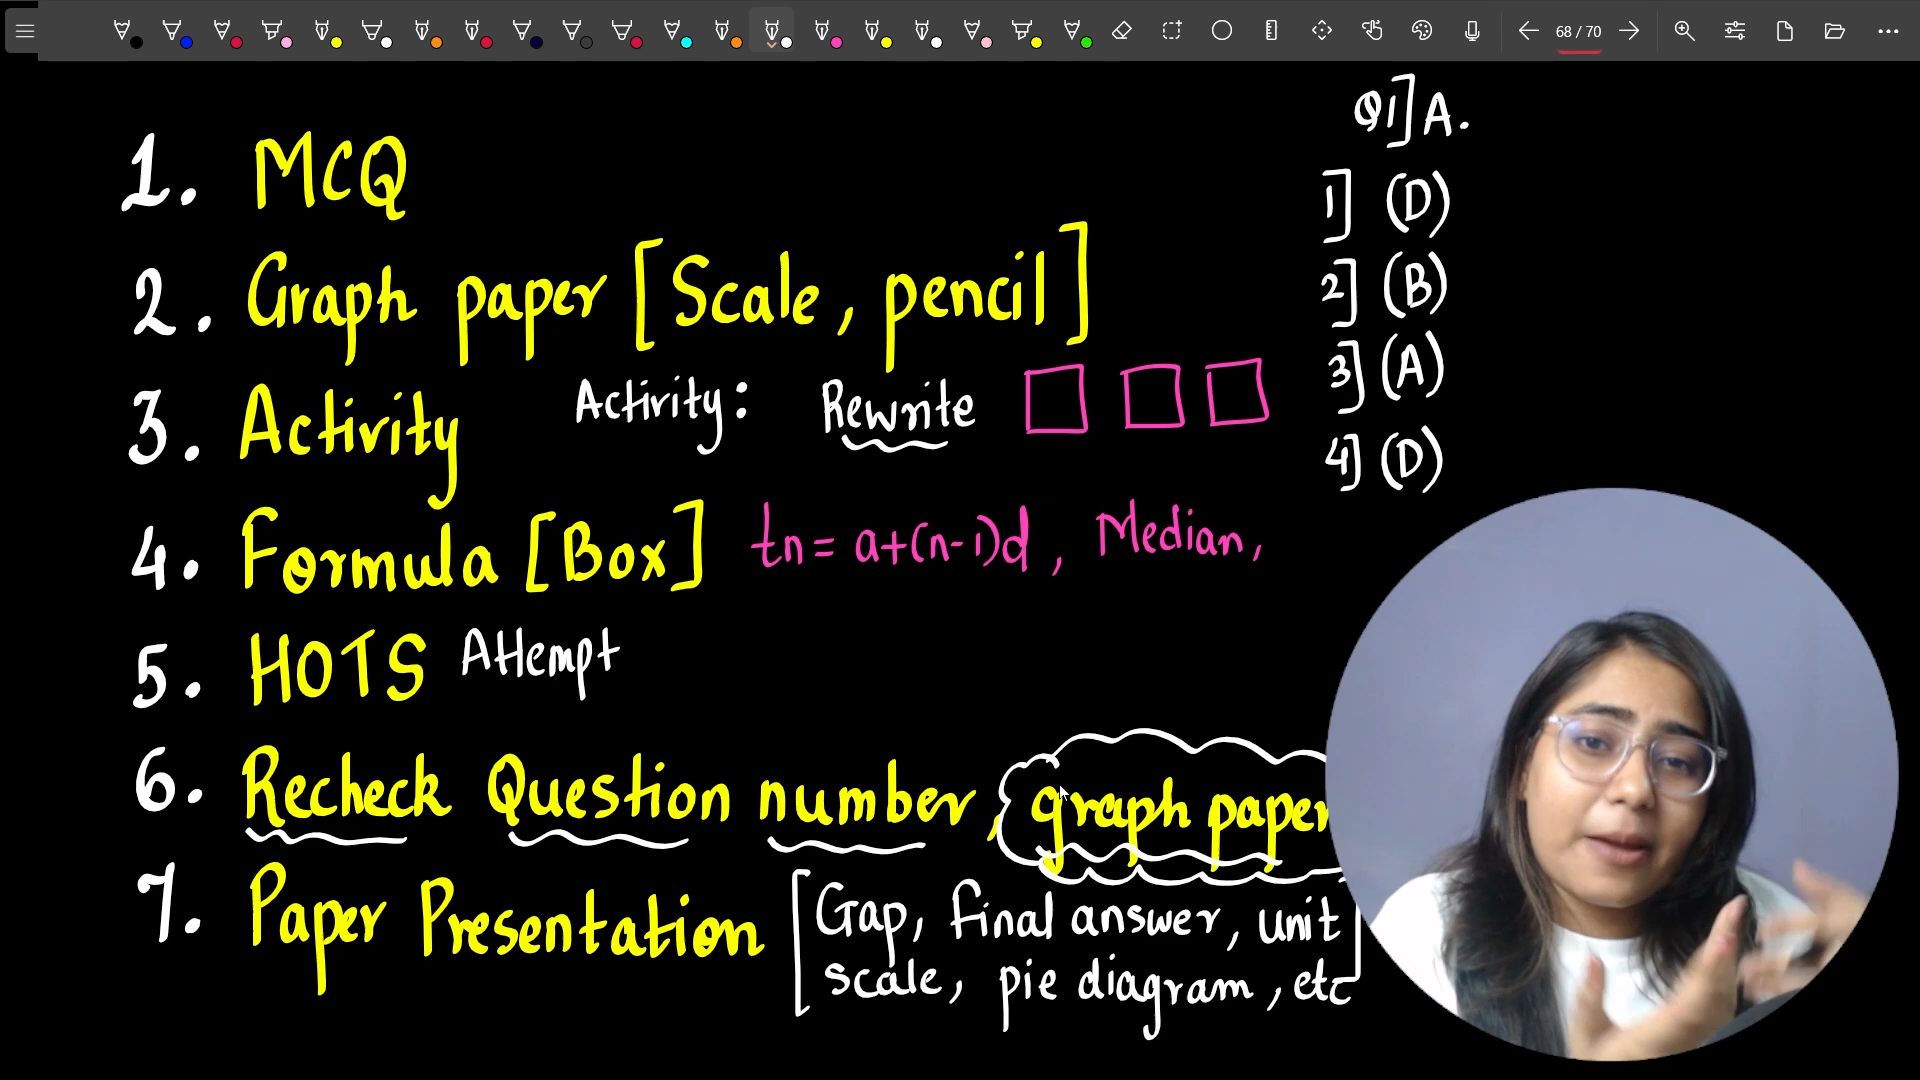 68 / 70
Q1] A.
1. MCQ
1] (D)
2. Graph paper [Scale, pencil]
2] (B)
3. Activity Activity: Rewrite
3] (A)
4] (D)
4. Formula [Box] tn = a+(n-1)d , Median,
5. HOTS Attempt
6. Recheck Question number, graph paper
7. Paper Presentation [Gap, final answer, unit
scale, pie diagram, etc]